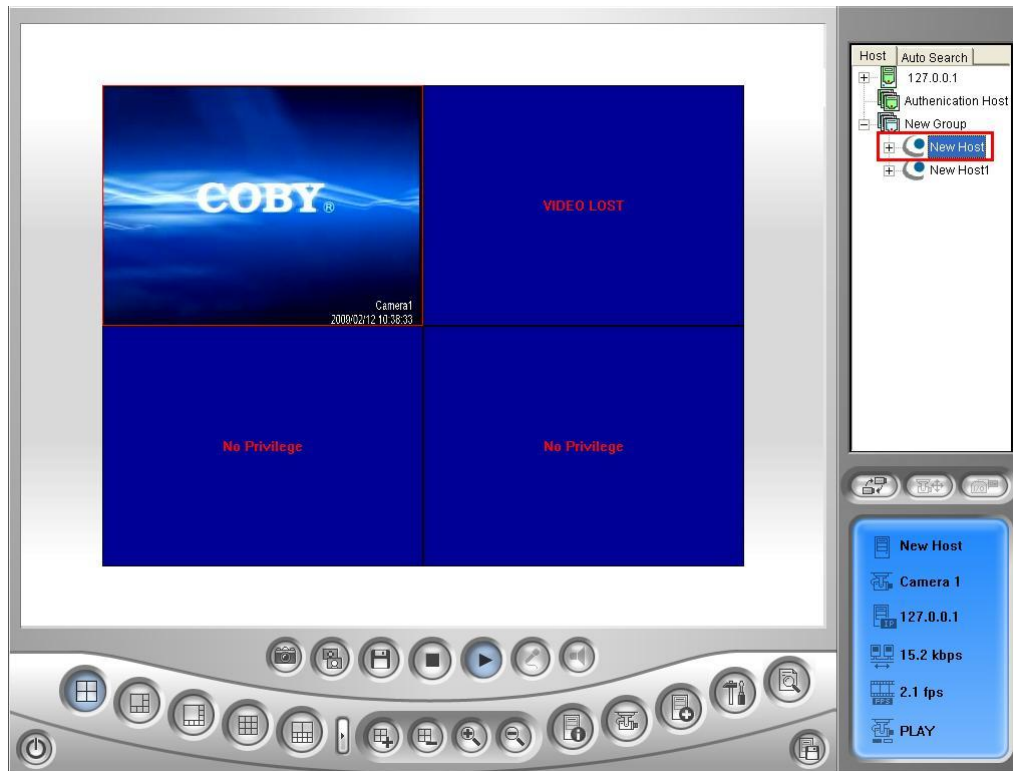 Host Auto Search
127.0.0.1
Authenication Host
New Group
New Host
New Host1
COBY®
Camera1
2009/02/12 10:38:33
VIDEO LOST
No Privilege
No Privilege
New Host
Camera 1
IP 127.0.0.1
15.2 kbps
FPS 2.1 fps
PLAY